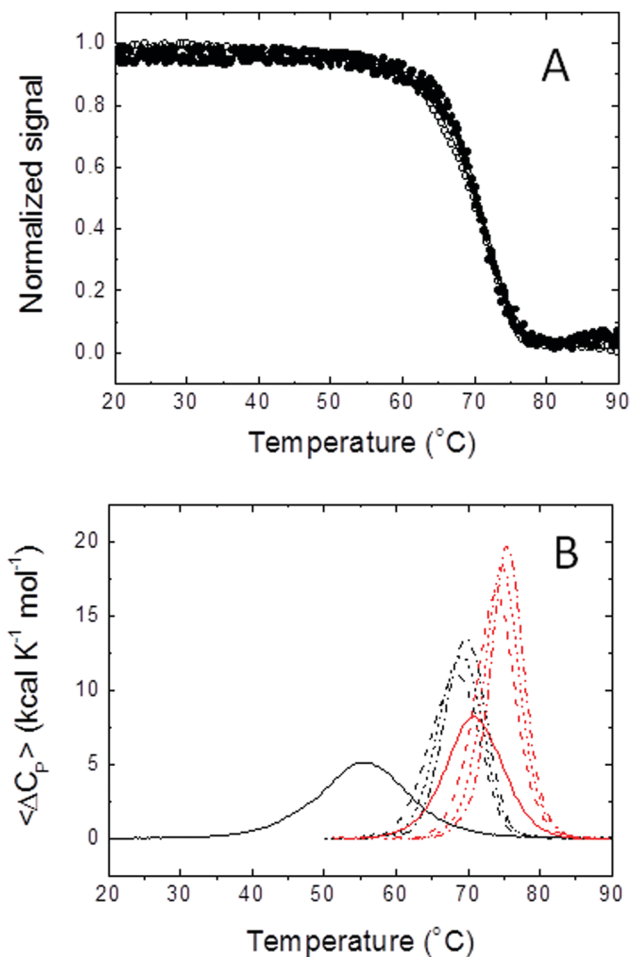 A
1.0
0.8
0.6
0.4
0.2
0.0
Normalized signal
20 30 40 50 60 70 80 90
Temperature (°C)
B
20
15
10
5
0
<ΔC_P> (kcal K⁻¹ mol⁻¹)
20 30 40 50 60 70 80 90
Temperature (°C)